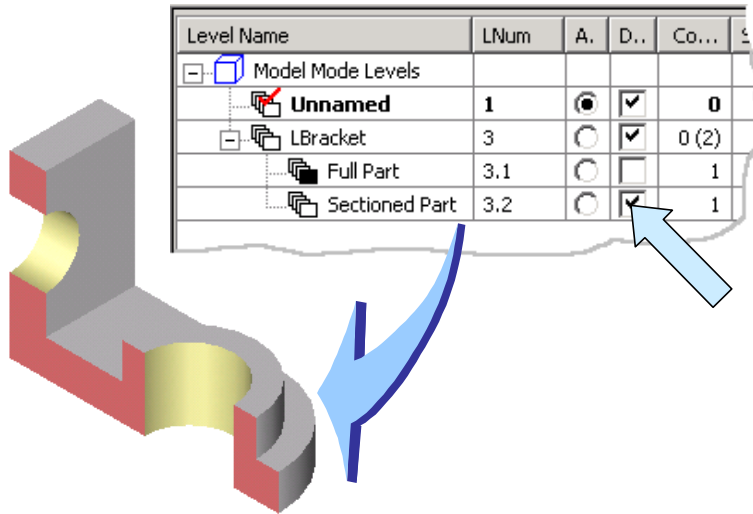 Level Name LNum A. D.. Co...
Model Mode Levels
Unnamed 1 0
LBracket 3 0 (2)
Full Part 3.1 1
Sectioned Part 3.2 1